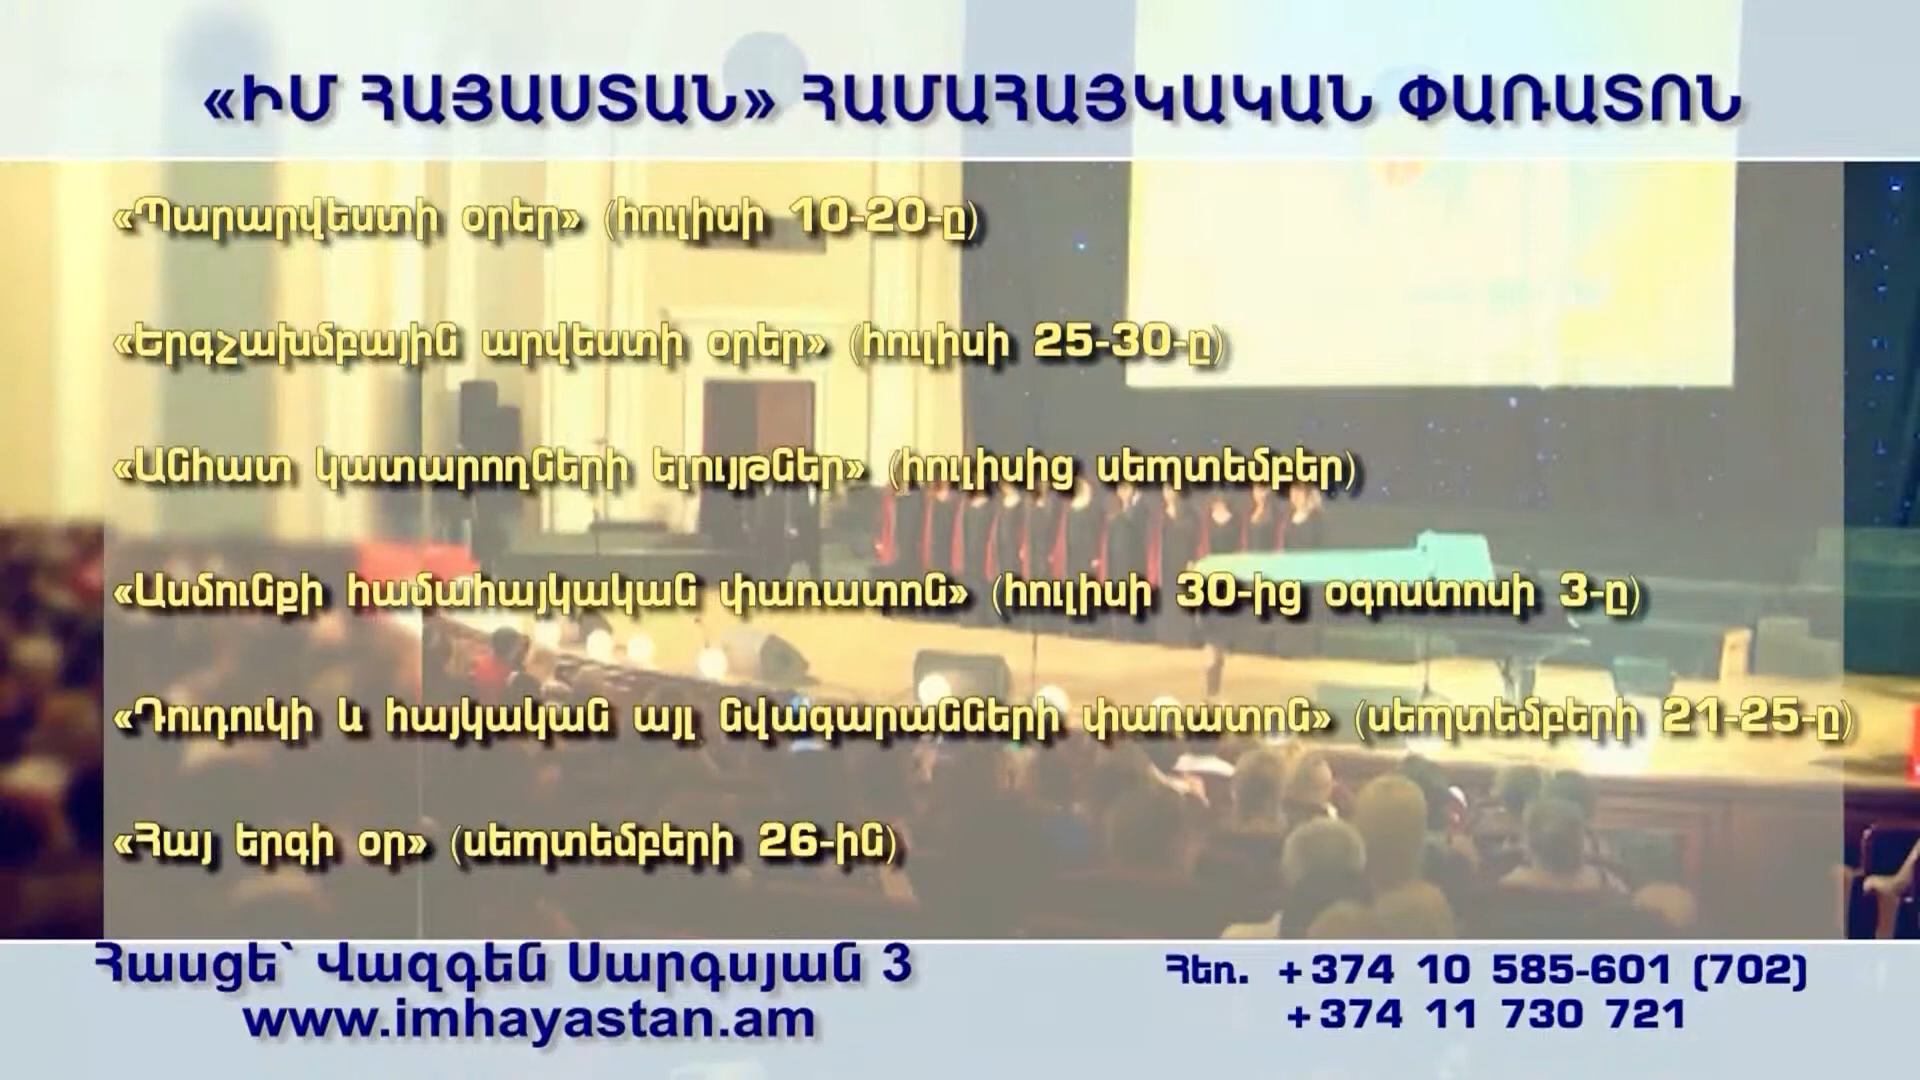 «ԻՄ ՀԱՅԱՍՏԱՆ» ՀԱՄԱՀԱՅԿԱԿԱՆ ՓԱՌԱՏՈՆ
«Պարարվեստի օրեր» (հուլիսի 10-20-ը)
«Երգչախմբային արվեստի օրեր» (հուլիսի 25-30-ը)
«Անհատ կատարողների ելույթներ» (հուլիսից սեպտեմբեր)
«Ասմունքի համահայկական փառատոն» (հուլիսի 30-ից օգոստոսի 3-ը)
«Դուդուկի և հայկական այլ նվագարանների փառատոն» (սեպտեմբերի 21-25-ը)
«Հայ երգի օր» (սեպտեմբերի 26-ին)
Հասցե՝ Վազգեն Սարգսյան 3
www.imhayastan.am
Հեռ. +374 10 585-601 (702)
+374 11 730 721